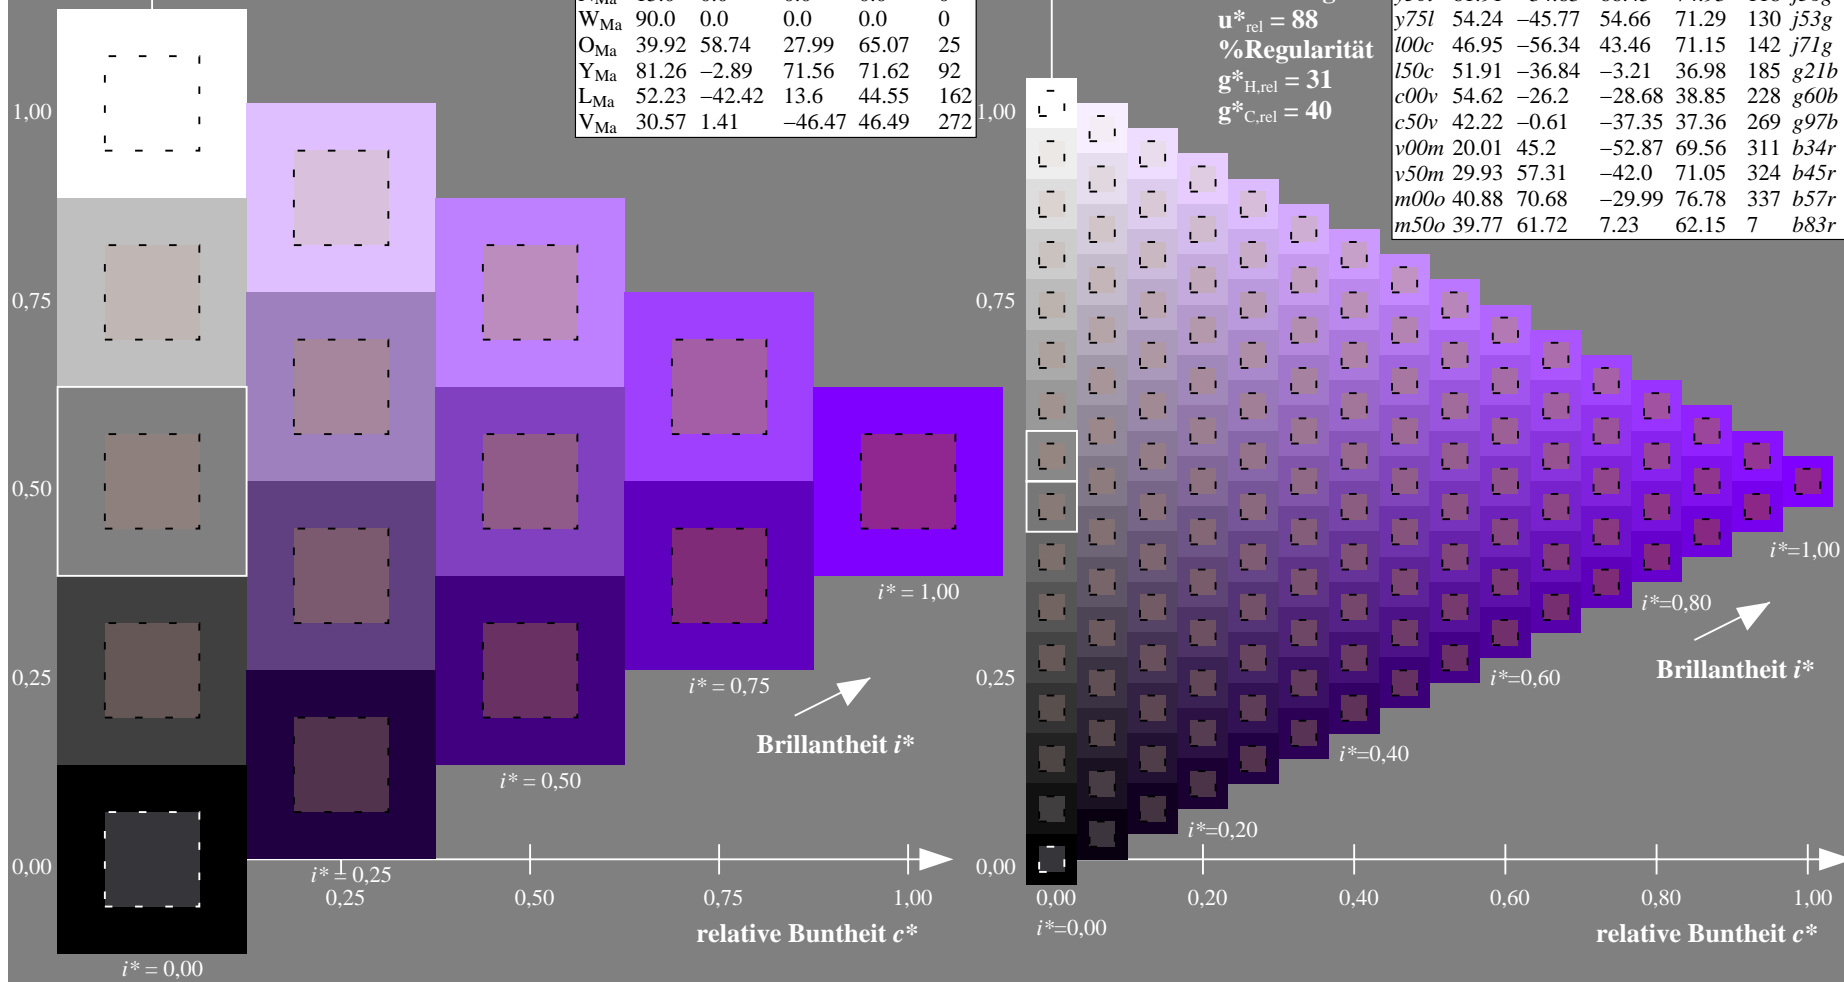 W_Ma 90.0 0.0 0.0 0.0 0
O_Ma 39.92 58.74 27.99 65.07 25
Y_Ma 81.26 −2.89 71.56 71.62 92
L_Ma 52.23 −42.42 13.6 44.55 162
V_Ma 30.57 1.41 −46.47 46.49 272
u*rel = 88
%Regularität
g*H,rel = 31
g*C,rel = 40
y75l 54.24 −45.77 54.66 71.29 130 j53g
l00c 46.95 −56.34 43.46 71.15 142 j71g
l50c 51.91 −36.84 −3.21 36.98 185 g21b
c00v 54.62 −26.2 −28.68 38.85 228 g60b
c50v 42.22 −0.61 −37.35 37.36 269 g97b
v00m 20.01 45.2 −52.87 69.56 311 b34r
v50m 29.93 57.31 −42.0 71.05 324 b45r
m00o 40.88 70.68 −29.99 76.78 337 b57r
m50o 39.77 61.72 7.23 62.15 7 b83r
1,00
0,75
0,50
0,25
0,00
i* = 1,00
i* = 0,75
Brillantheit i*
i* = 0,50
i* = 0,25
0,25 0,50 0,75 1,00
relative Buntheit c*
i* = 0,00
1,00
0,75
0,25
0,00
i*=1,00
i*=0,80
Brillantheit i*
i*=0,60
i*=0,40
i*=0,20
0,00 0,20 0,40 0,60 0,80 1,00
i*=0,00
relative Buntheit c*